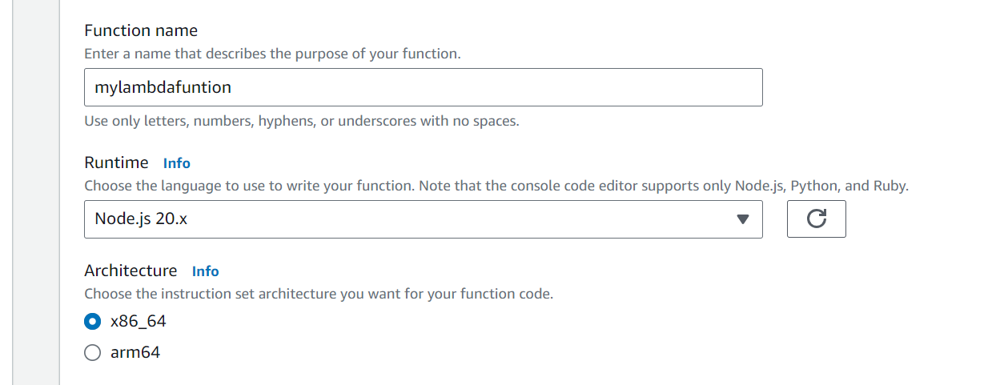 Function name
Enter a name that describes the purpose of your function.
mylambdafuntion
Use only letters, numbers, hyphens, or underscores with no spaces.
Runtime Info
Choose the language to use to write your function. Note that the console code editor supports only Node.js, Python, and Ruby.
Node.js 20.x
Architecture Info
Choose the instruction set architecture you want for your function code.
x86_64
arm64